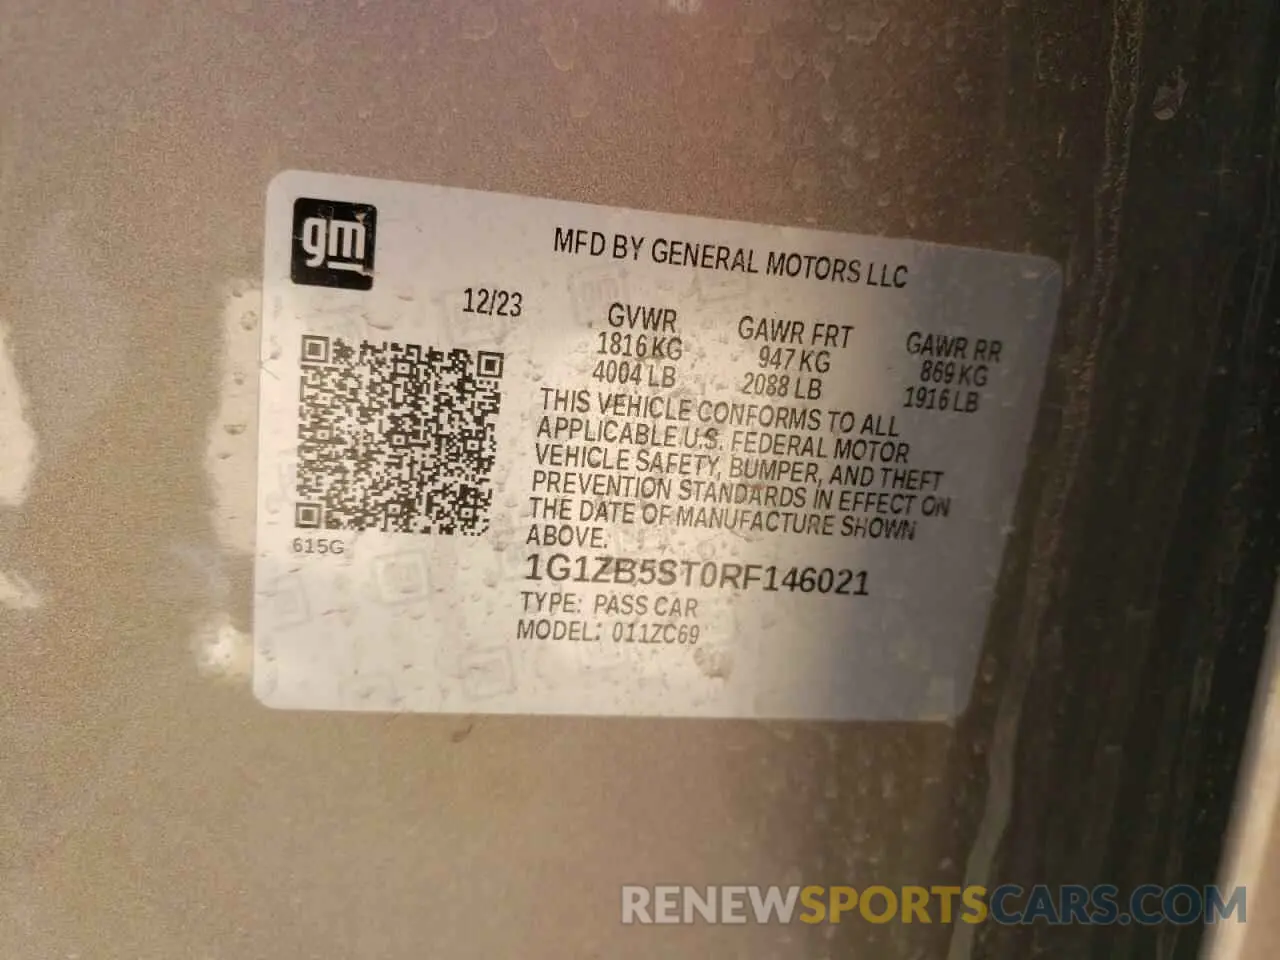 gm
MFD BY GENERAL MOTORS LLC
12/23
GVWR GAWR FRT GAWR RR
1816 KG 947 KG 869 KG
4004 LB 2088 LB 1916 LB
THIS VEHICLE CONFORMS TO ALL
APPLICABLE U.S. FEDERAL MOTOR
VEHICLE SAFETY, BUMPER, AND THEFT
PREVENTION STANDARDS IN EFFECT ON
THE DATE OF MANUFACTURE SHOWN
ABOVE.
615G
1G1ZB5ST0RF146021
TYPE: PASS CAR
MODEL: 011ZC69
RENEWSPORTSCARS.COM